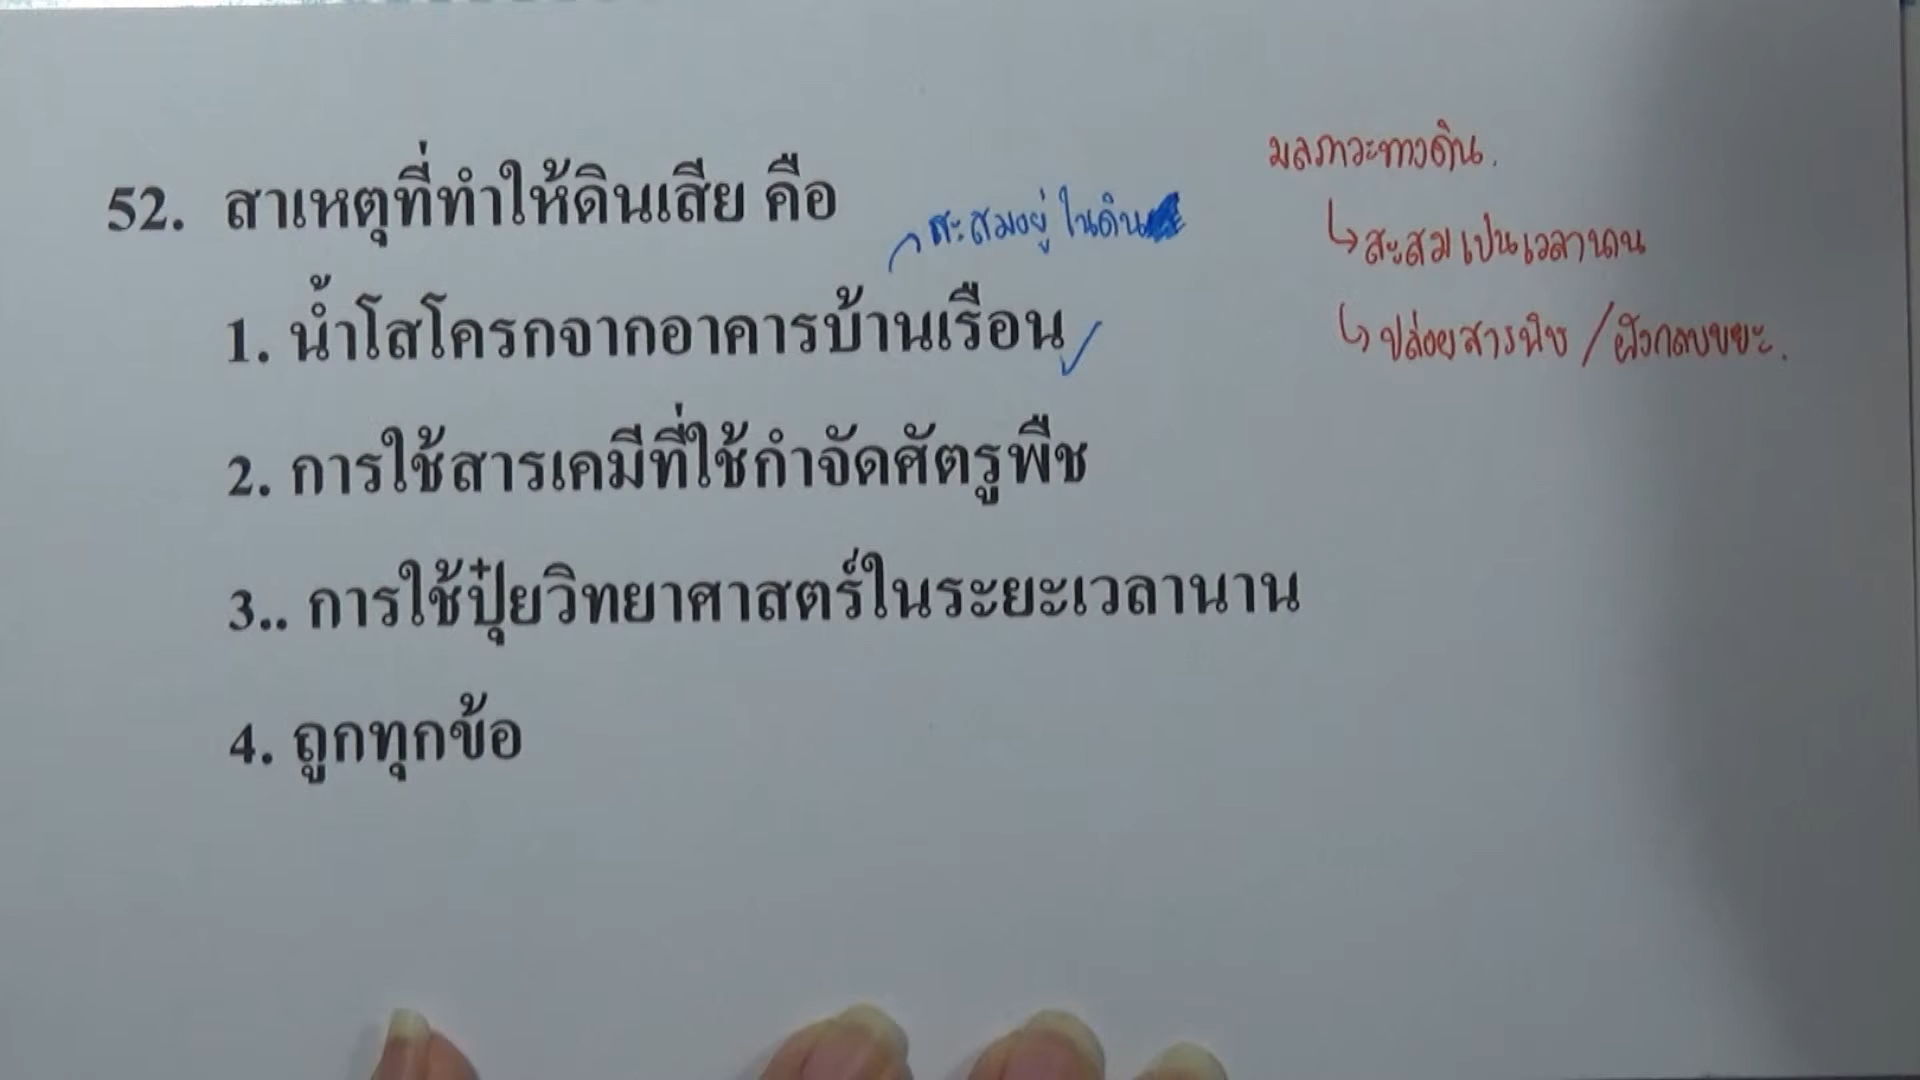 52. สาเหตุที่ทำให้ดินเสีย คือ
สะสมอยู่ในดิน
1. น้ำโสโครกจากอาคารบ้านเรือน
2. การใช้สารเคมีที่ใช้กำจัดศัตรูพืช
3.. การใช้ปุ๋ยวิทยาศาสตร์ในระยะเวลานาน
4. ถูกทุกข้อ
มลภาวะทางดิน.
↳ สะสมเป็นเวลานาน
↳ ปล่อยสารพิษ / ฝังกลบขยะ.